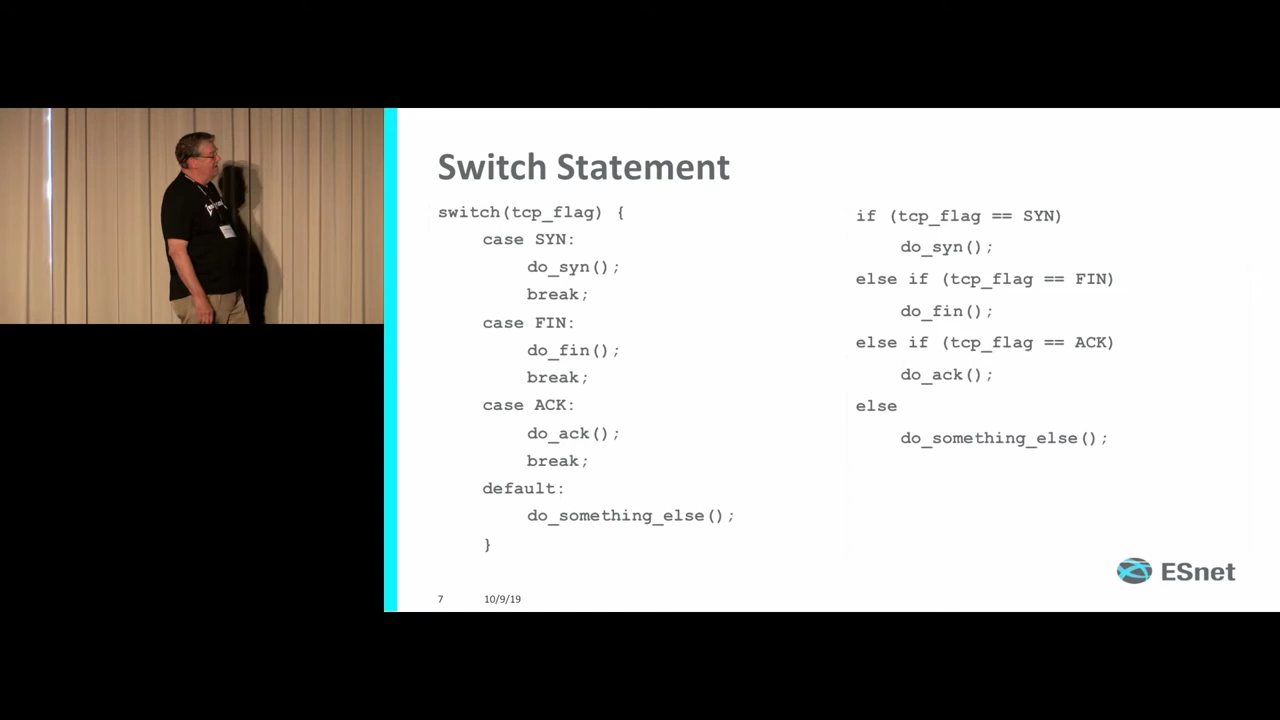 Switch Statement
switch(tcp_flag) {
case SYN:
do_syn();
break;
case FIN:
do_fin();
break;
case ACK:
do_ack();
break;
default:
do_something_else();
}
if (tcp_flag == SYN)
do_syn();
else if (tcp_flag == FIN)
do_fin();
else if (tcp_flag == ACK)
do_ack();
else
do_something_else();
ESnet
7
10/9/19